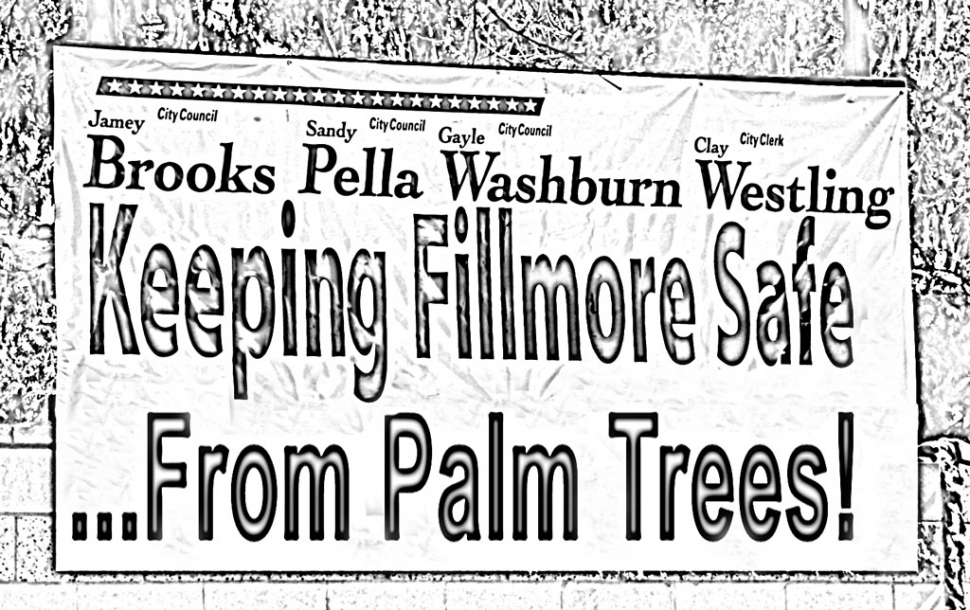 Jamey City Council Sandy City Council Gayle City Council Clay City Clerk
Brooks Pella Washburn Westling
Keeping Fillmore Safe
...From Palm Trees!